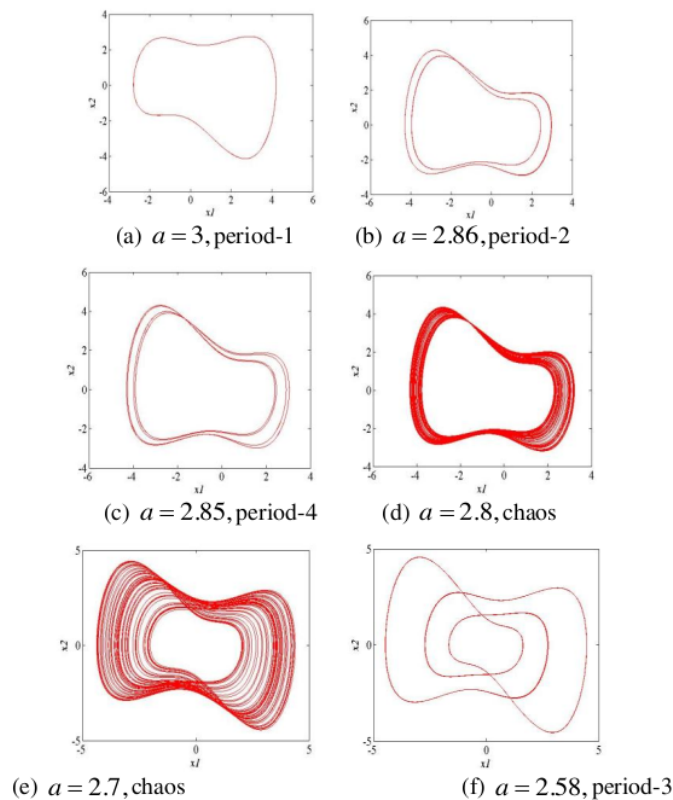 4
2
0
-2
-4
-6
x2
-4 -2 0 2 4 6
x1
6
4
2
0
-2
-4
x2
-6 -4 -2 0 2 4
x1
(a) a = 3, period-1 (b) a = 2.86, period-2
6
4
2
0
-2
-4
x2
-6 -4 -2 0 2 4
x1
6
4
2
0
-2
-4
x2
-6 -4 -2 0 2 4
x1
(c) a = 2.85, period-4 (d) a = 2.8, chaos
5
0
-5
x2
-5 0 5
x1
5
0
-5
x2
-5 0 5
x1
(e) a = 2.7, chaos (f) a = 2.58, period-3